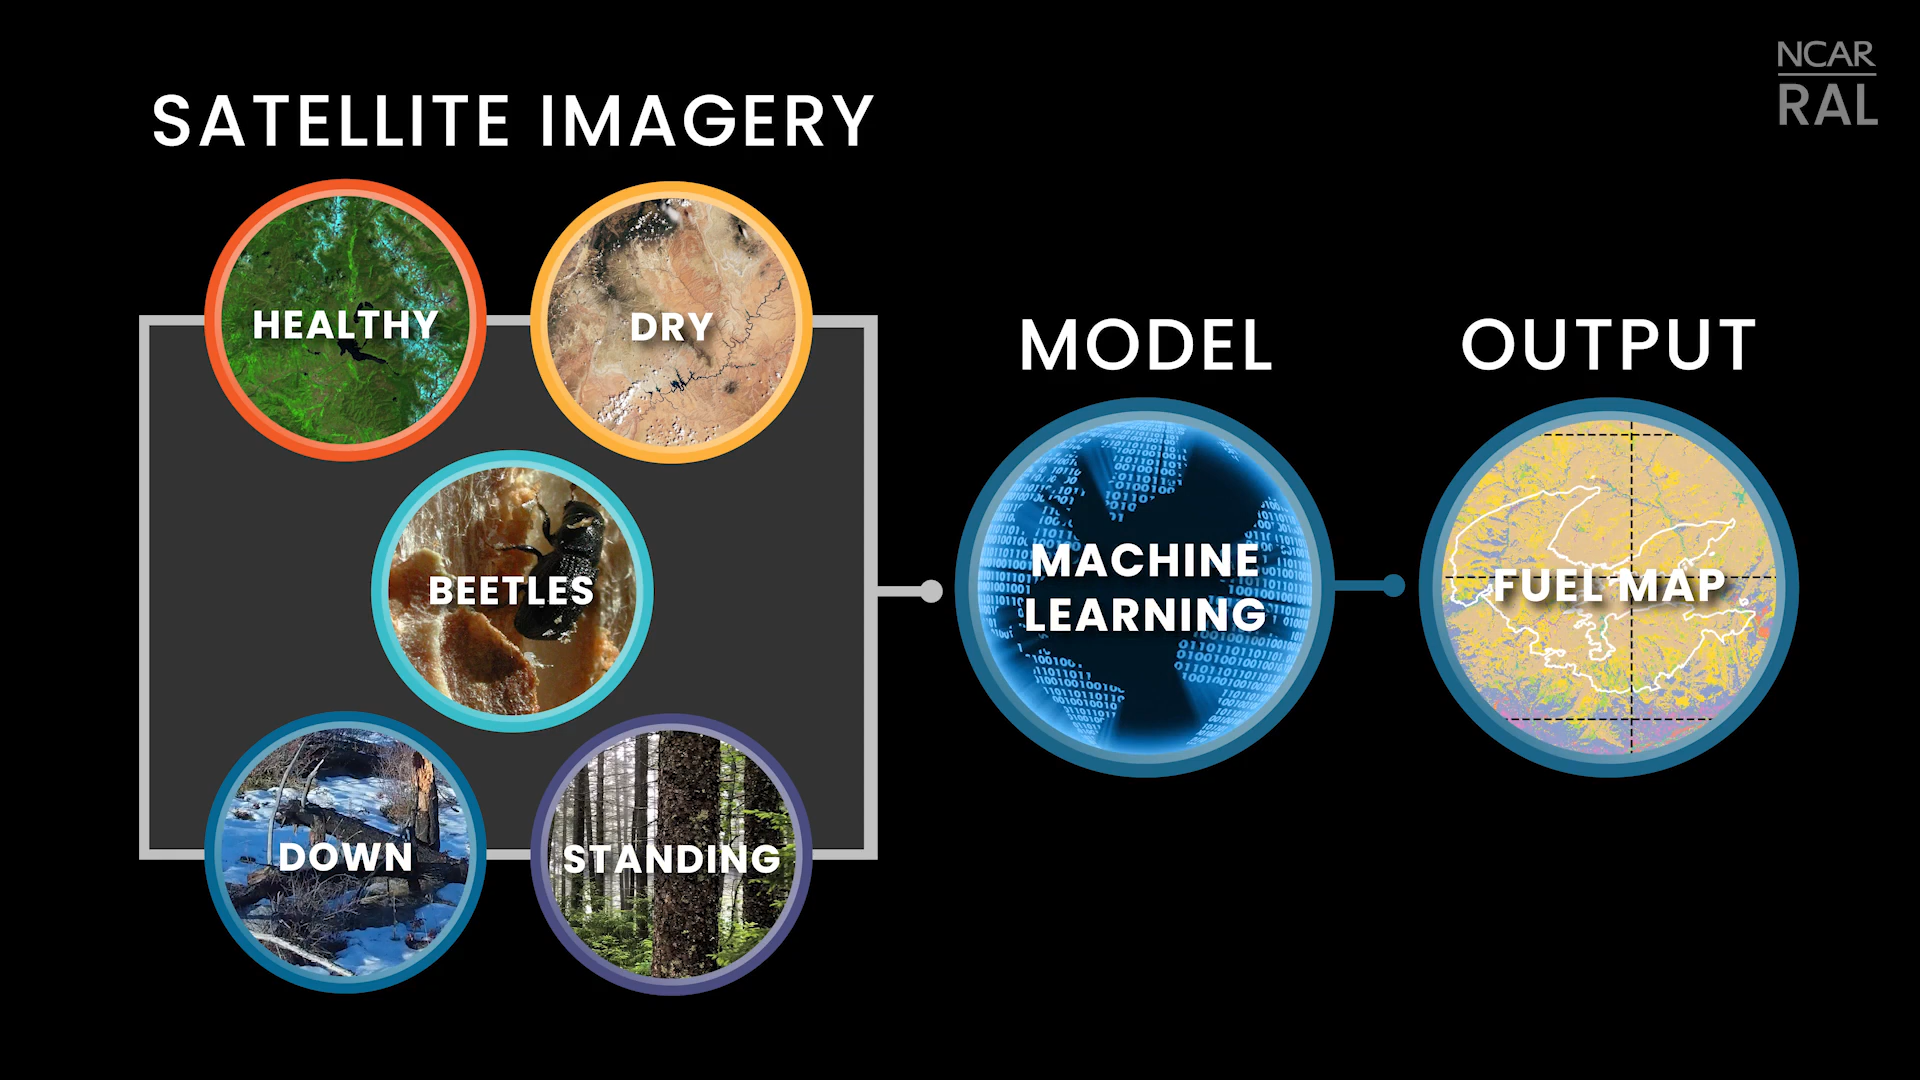 NCAR
RAL
SATELLITE IMAGERY
HEALTHY
DRY
BEETLES
DOWN
STANDING
MODEL
MACHINE
LEARNING
OUTPUT
FUEL MAP